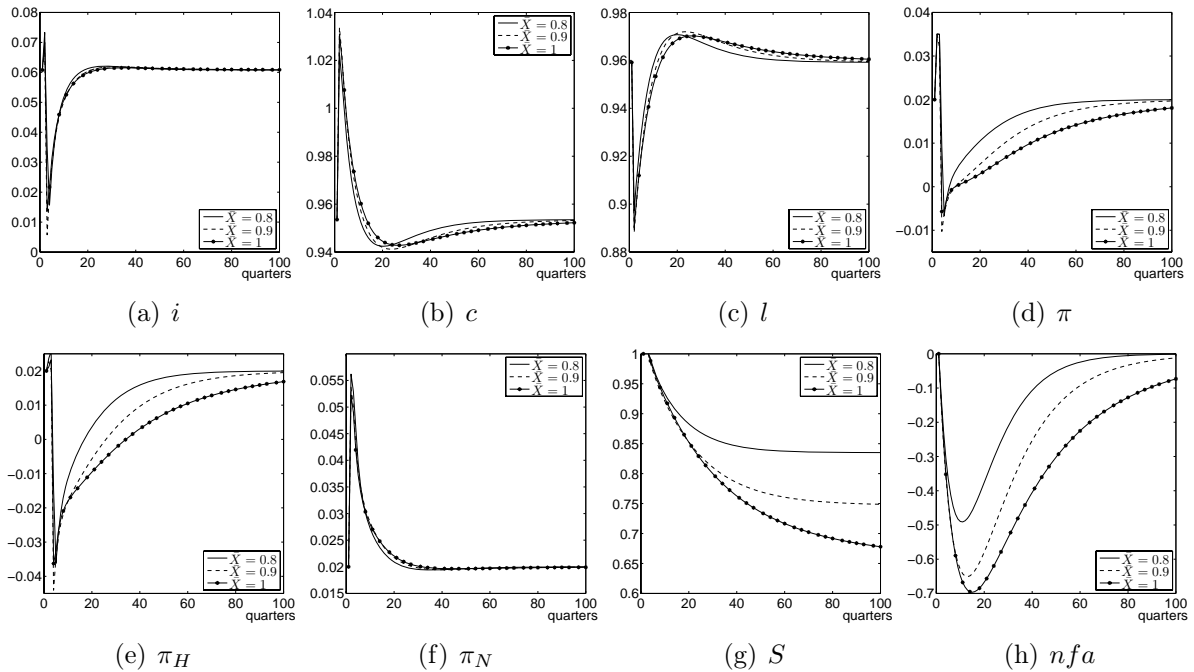 0.08
0.07
0.06
0.05
0.04
0.03
0.02
0.01
0
X̄ = 0.8
X̄ = 0.9
X̄ = 1
0 20 40 60 80 100
quarters
(a) i
1.04
1.02
1
0.98
0.96
0.94
X̄ = 0.8
X̄ = 0.9
X̄ = 1
0 20 40 60 80 100
quarters
(b) c
0.98
0.96
0.94
0.92
0.9
0.88
X̄ = 0.8
X̄ = 0.9
X̄ = 1
0 20 40 60 80 100
quarters
(c) l
0.04
0.03
0.02
0.01
0
−0.01
X̄ = 0.8
X̄ = 0.9
X̄ = 1
0 20 40 60 80 100
quarters
(d) π
0.02
0.01
0
−0.01
−0.02
−0.03
−0.04
X̄ = 0.8
X̄ = 0.9
X̄ = 1
0 20 40 60 80 100
quarters
(e) π_H
0.055
0.05
0.045
0.04
0.035
0.03
0.025
0.02
0.015
X̄ = 0.8
X̄ = 0.9
X̄ = 1
0 20 40 60 80 100
quarters
(f) π_N
1
0.95
0.9
0.85
0.8
0.75
0.7
0.65
0.6
X̄ = 0.8
X̄ = 0.9
X̄ = 1
0 20 40 60 80 100
quarters
(g) S
0
−0.1
−0.2
−0.3
−0.4
−0.5
−0.6
−0.7
X̄ = 0.8
X̄ = 0.9
X̄ = 1
0 20 40 60 80 100
quarters
(h) nfa